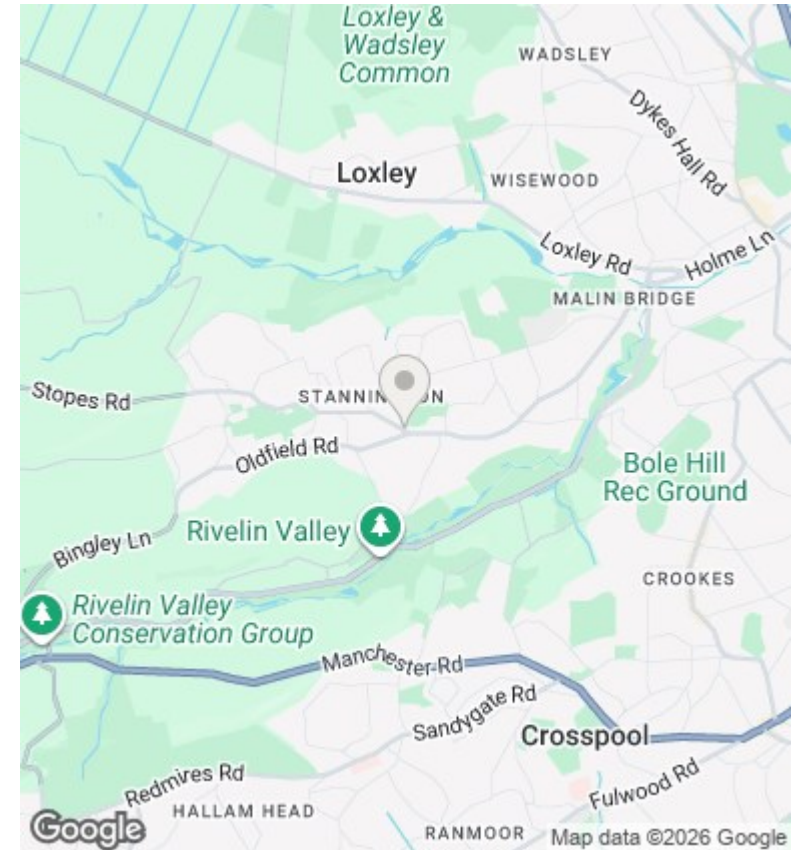 Loxley &
Wadsley
Common
WADSLEY
Dykes Hall Rd
Loxley
WISEWOOD
Loxley Rd
Holme Ln
MALIN BRIDGE
Stopes Rd
STANNIN ON
Oldfield Rd
Bole Hill
Rec Ground
Rivelin Valley
Bingley Ln
CROOKES
Rivelin Valley
Conservation Group
Manchester Rd
Sandygate Rd
Crosspool
Redmires Rd
Fulwood Rd
HALLAM HEAD
RANMOOR
Google
Map data ©2026 Google